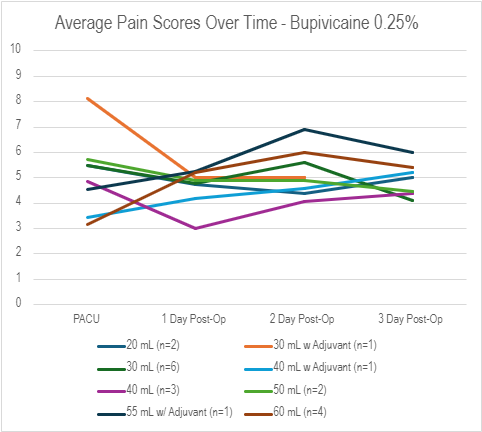 Average Pain Scores Over Time - Bupivicaine 0.25%
10
9
8
7
6
5
4
3
2
1
0
PACU 1 Day Post-Op 2 Day Post-Op 3 Day Post-Op
20 mL (n=2) 30 mL w Adjuvant (n=1)
30 mL (n=6) 40 mL w Adjuvant (n=1)
40 mL (n=3) 50 mL (n=2)
55 mL w/ Adjuvant (n=1) 60 mL (n=4)